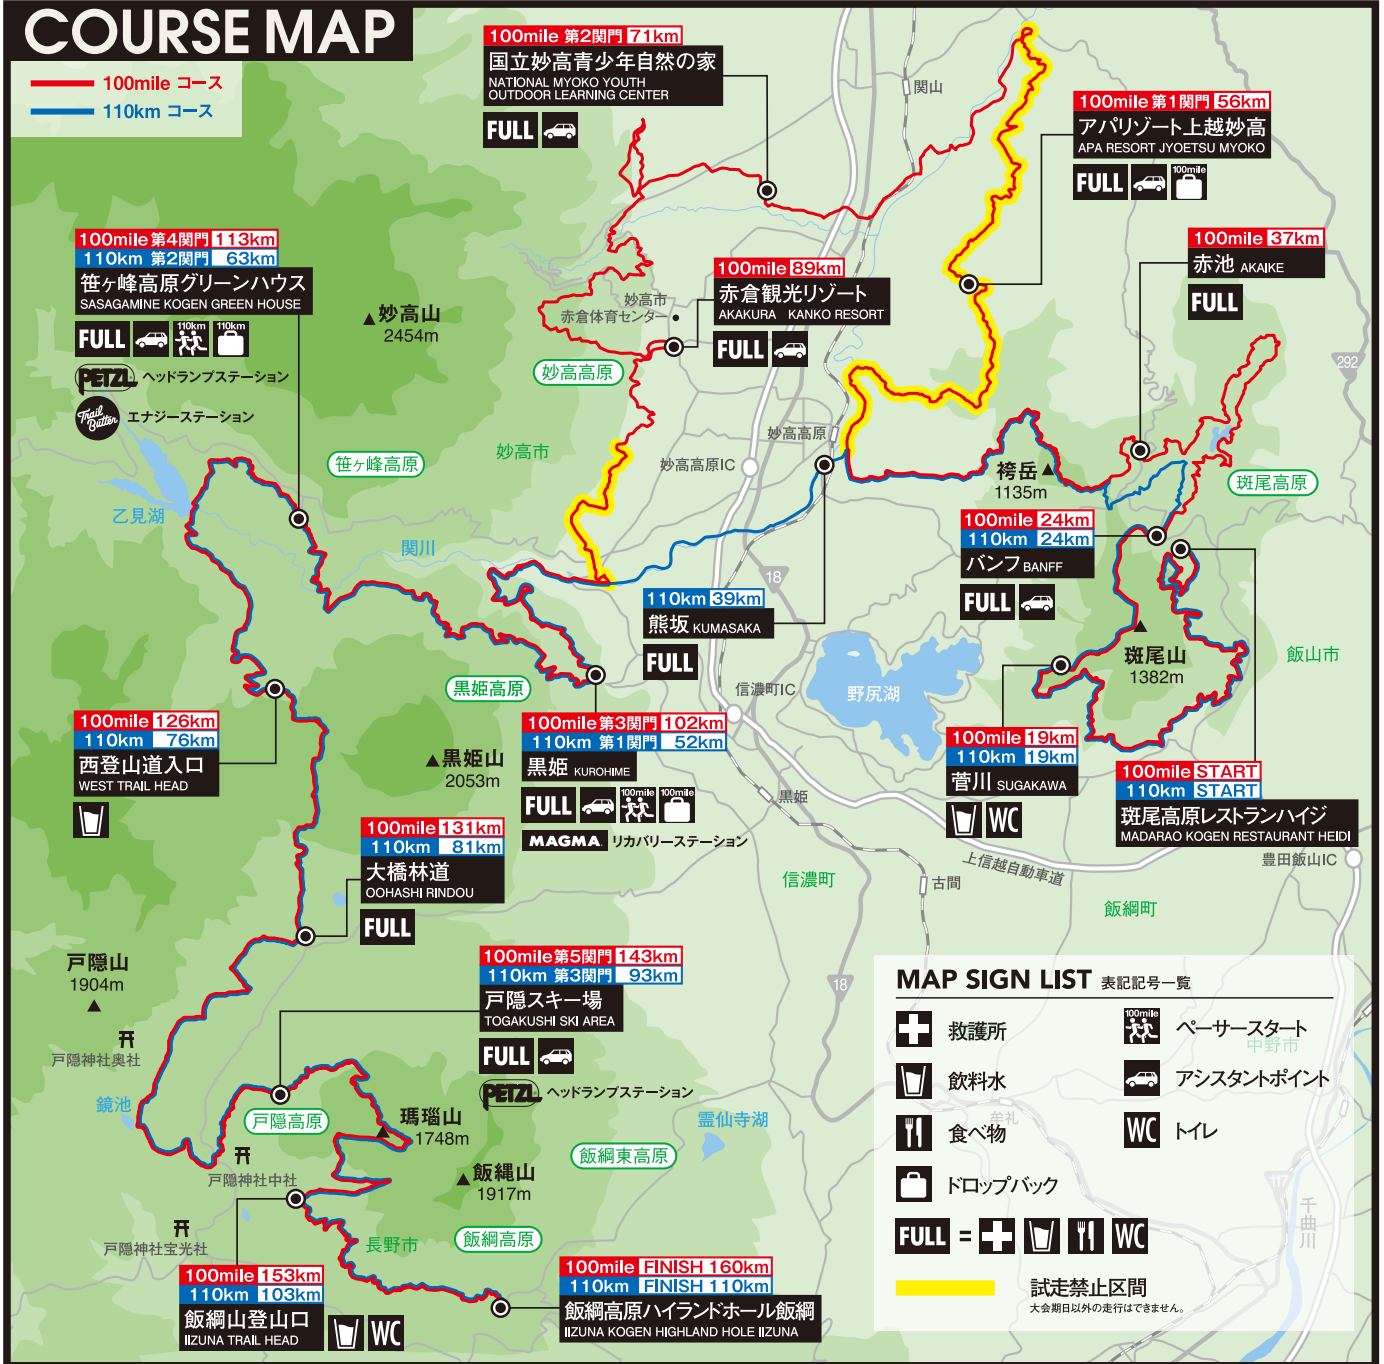 COURSE MAP
100mile コース
110km コース
100mile 第2関門 71km
国立妙高青少年自然の家
NATIONAL MYOKO YOUTH
OUTDOOR LEARNING CENTER
FULL
関山
100mile 第1関門 56km
アパリゾート上越妙高
APA RESORT JYOETSU MYOKO
FULL
100mile
100mile 37km
赤池 AKAIKE
FULL
292
100mile 第4関門 113km
110km 第2関門 63km
笹ヶ峰高原グリーンハウス
SASAGAMINE KOGEN GREEN HOUSE
FULL
110km
110km
PETZL ヘッドランプステーション
Trail Butter エナジーステーション
妙高山
2454m
妙高市
赤倉体育センター
100mile 89km
赤倉観光リゾート
AKAKURA KANKO RESORT
FULL
妙高高原
妙高高原
妙高市
妙高高原IC
笹ヶ峰高原
乙見湖
関川
袴岳
1135m
斑尾高原
100mile 24km
110km 24km
バンフ BANFF
FULL
18
110km 39km
熊坂 KUMASAKA
FULL
斑尾山
1382m
飯山市
野尻湖
信濃町IC
黒姫高原
100mile 126km
110km 76km
西登山道入口
WEST TRAIL HEAD
黒姫山
2053m
100mile 第3関門 102km
110km 第1関門 52km
黒姫 KUROHIME
FULL
100mile
100mile
MAGMA リカバリーステーション
黒姫
100mile 19km
110km 19km
菅川 SUGAKAWA
WC
100mile START
110km START
斑尾高原レストランハイジ
MADARAO KOGEN RESTAURANT HEIDI
豊田飯山IC
上信越自動車道
古間
信濃町
飯綱町
100mile 131km
110km 81km
大橋林道
OOHASHI RINDOU
FULL
戸隠山
1904m
戸隠神社奥社
鏡池
100mile 第5関門 143km
110km 第3関門 93km
戸隠スキー場
TOGAKUSHI SKI AREA
FULL
PETZL ヘッドランプステーション
18
戸隠高原
瑪瑙山
1748m
霊仙寺湖
飯綱東高原
戸隠神社中社
飯縄山
1917m
戸隠神社宝光社
長野市
飯綱高原
100mile 153km
110km 103km
飯綱山登山口
IIZUNA TRAIL HEAD
WC
100mile FINISH 160km
110km FINISH 110km
飯綱高原ハイランドホール飯綱
IIZUNA KOGEN HIGHLAND HOLE IIZUNA
MAP SIGN LIST 表記記号一覧
救護所
100mile ペーサースタート
中野市
飲料水
アシスタントポイント
牟礼
食べ物
WC トイレ
ドロップバック
117
千曲川
FULL = WC
試走禁止区間
大会期日以外の走行はできません。